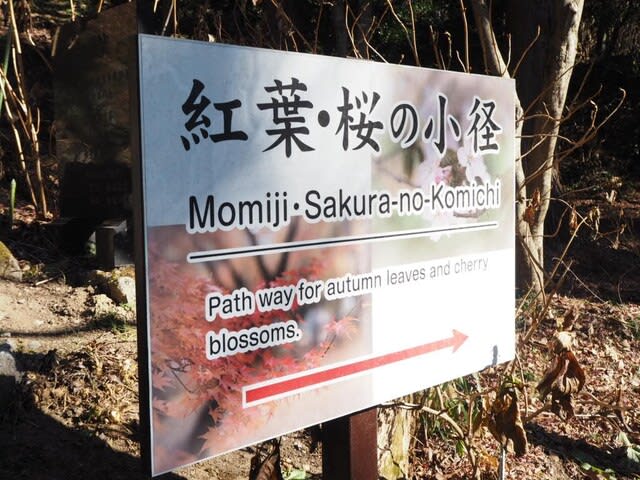 紅葉・桜の小径
Momiji・Sakura-no-Komichi
Path way for autumn leaves and cherry
blossoms.